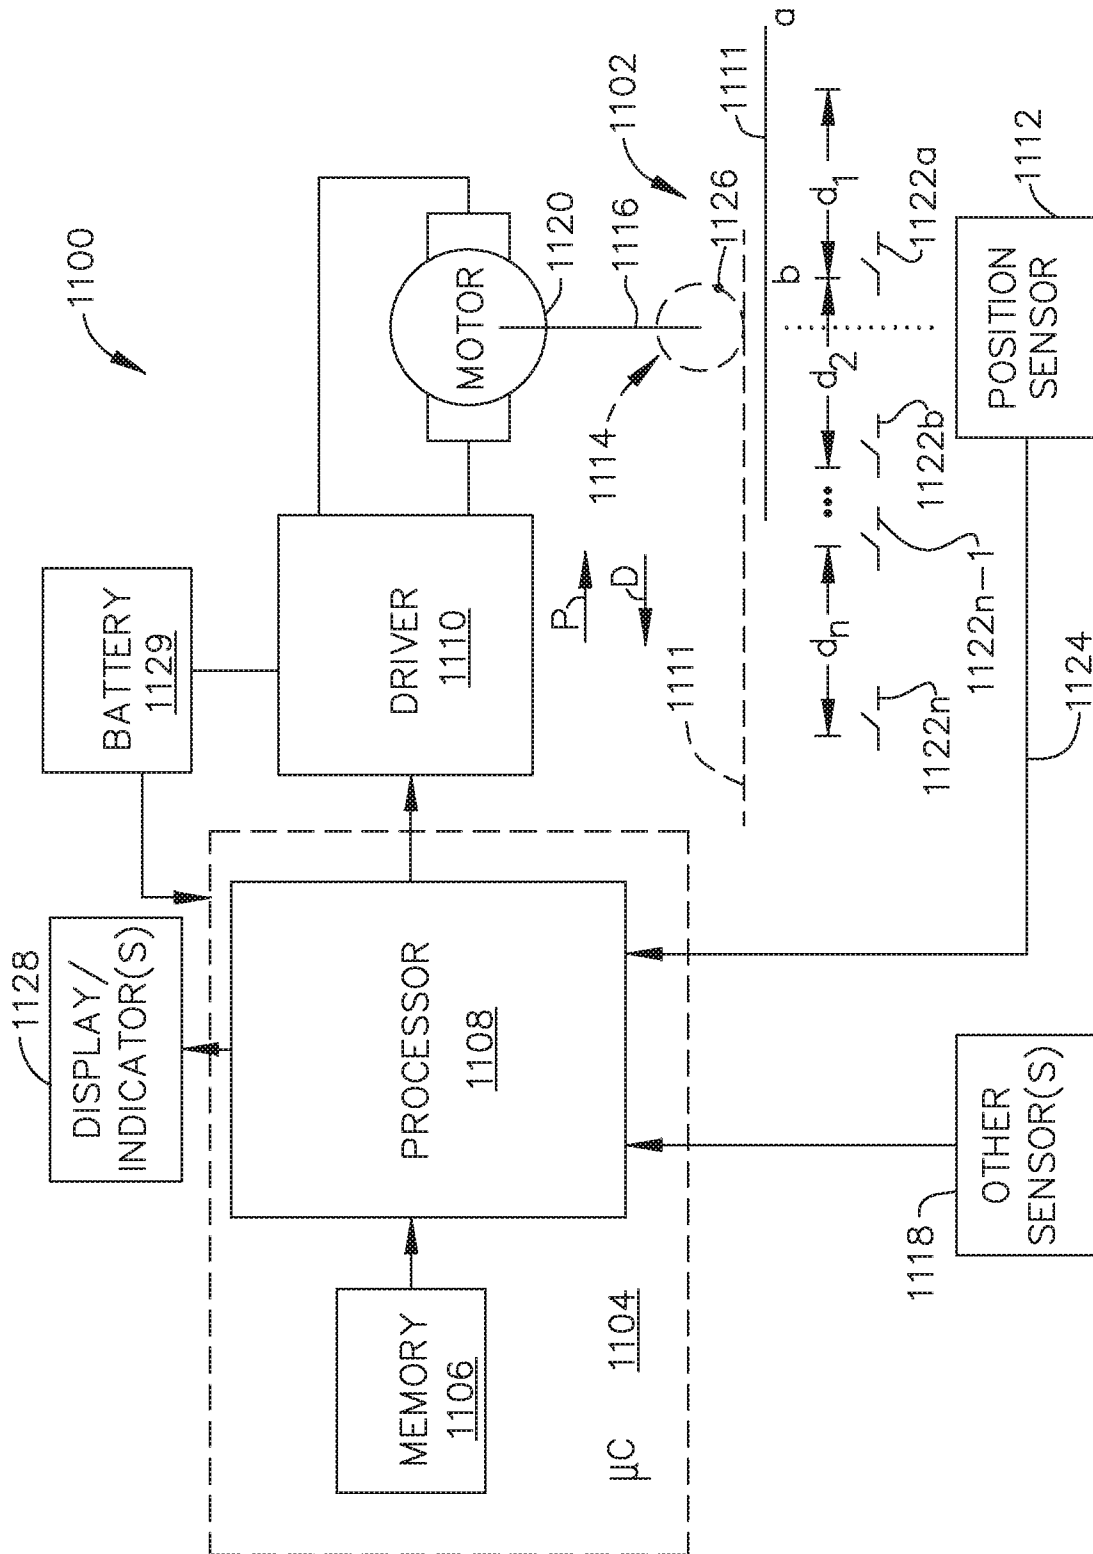 1100
BATTERY
1129
1128
DISPLAY/
INDICATOR(S)
MOTOR
1120
DRIVER
1110
PROCESSOR
1108
MEMORY
1106
µC
1104
1116
1102
1114
1126
P
D
1111
1111
a
b
d1
d2
dn
1122a
1122b
1122n-1
1122n
1124
1112
POSITION
SENSOR
1118
OTHER
SENSOR(S)